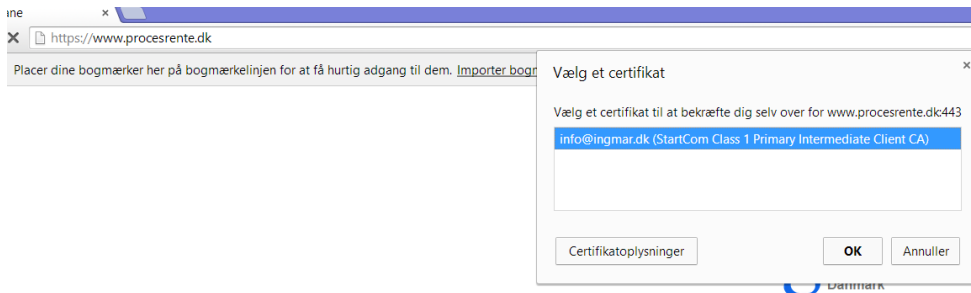 ane
https://www.procesrente.dk
Placer dine bogmærker her på bogmærkelinjen for at få hurtig adgang til dem. Importer bogr
Vælg et certifikat
Vælg et certifikat til at bekræfte dig selv over for www.procesrente.dk:443
info@ingmar.dk (StartCom Class 1 Primary Intermediate Client CA)
Certifikatoplysninger
OK
Annuller
Danmark